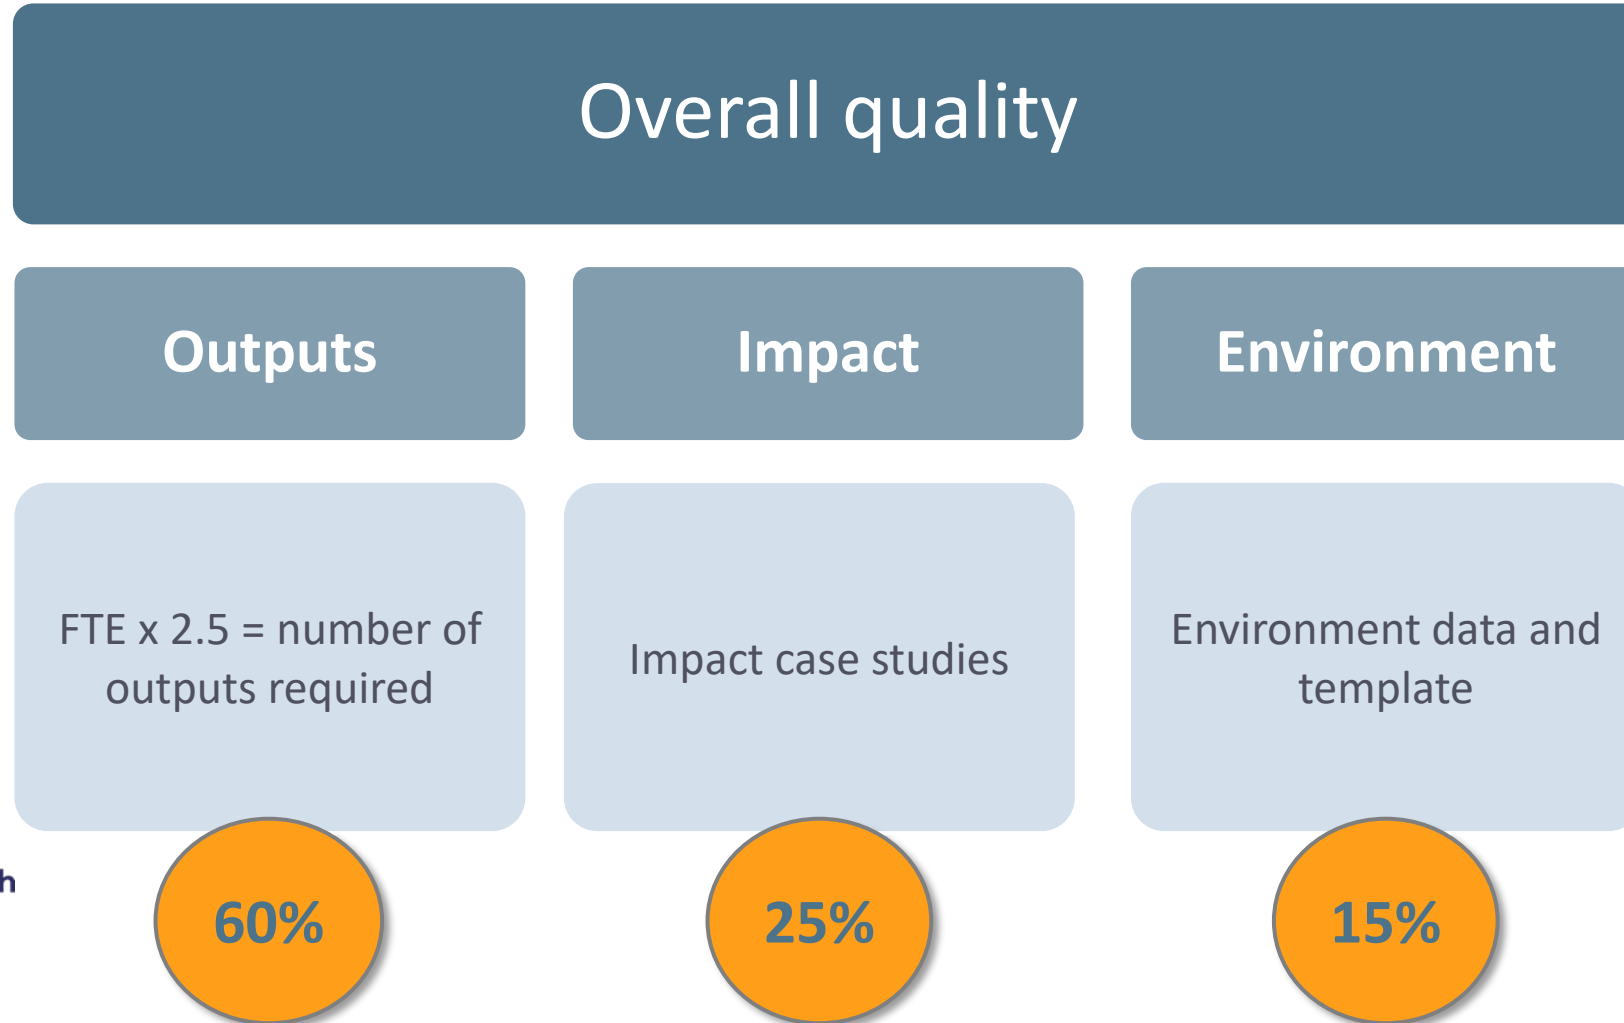 Overall quality
Outputs
Impact
Environment
FTE x 2.5 = number of
outputs required
Impact case studies
Environment data and
template
h
60%
25%
15%